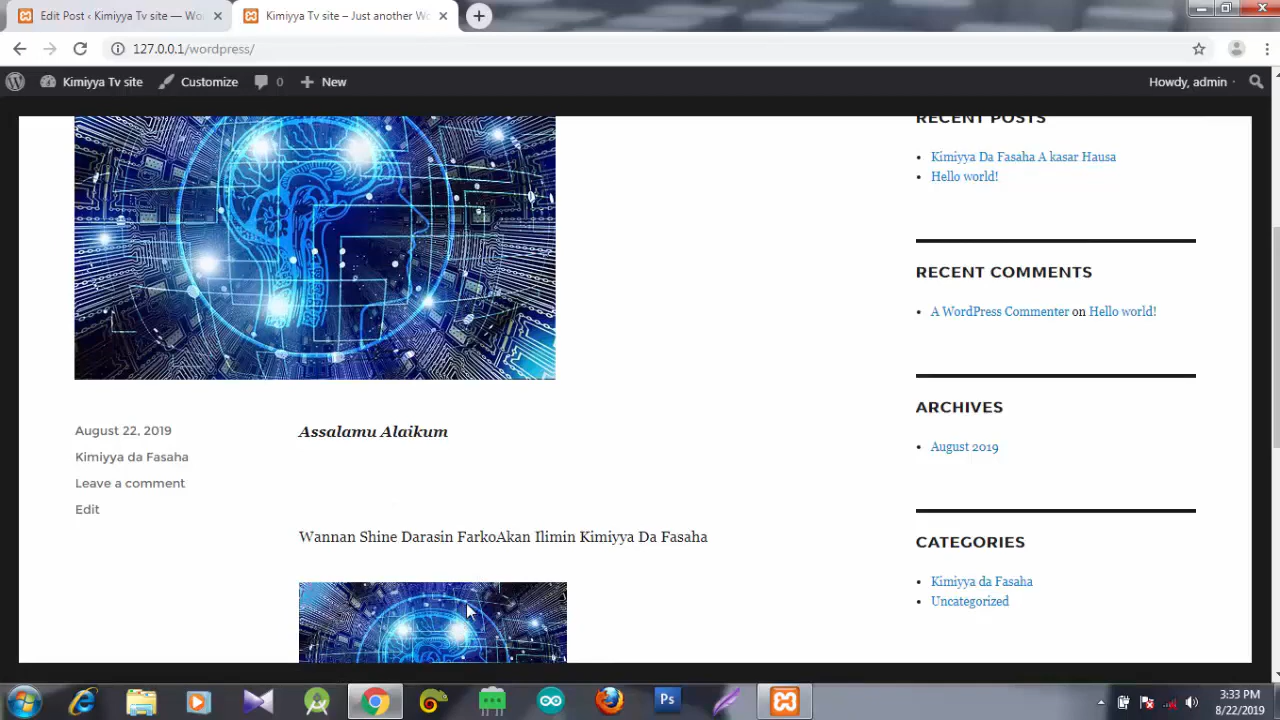 Edit Post ‹ Kimiyya Tv site — Wo
Kimiyya Tv site – Just another Wo
127.0.0.1/wordpress/
Kimiyya Tv site
Customize
0
New
Howdy, admin
RECENT POSTS
Kimiyya Da Fasaha A kasar Hausa
Hello world!
RECENT COMMENTS
A WordPress Commenter on Hello world!
ARCHIVES
August 2019
CATEGORIES
Kimiyya da Fasaha
Uncategorized
August 22, 2019
Kimiyya da Fasaha
Leave a comment
Edit
Assalamu Alaikum
Wannan Shine Darasin FarkoAkan Ilimin Kimiyya Da Fasaha
Ps
3:33 PM
8/22/2019